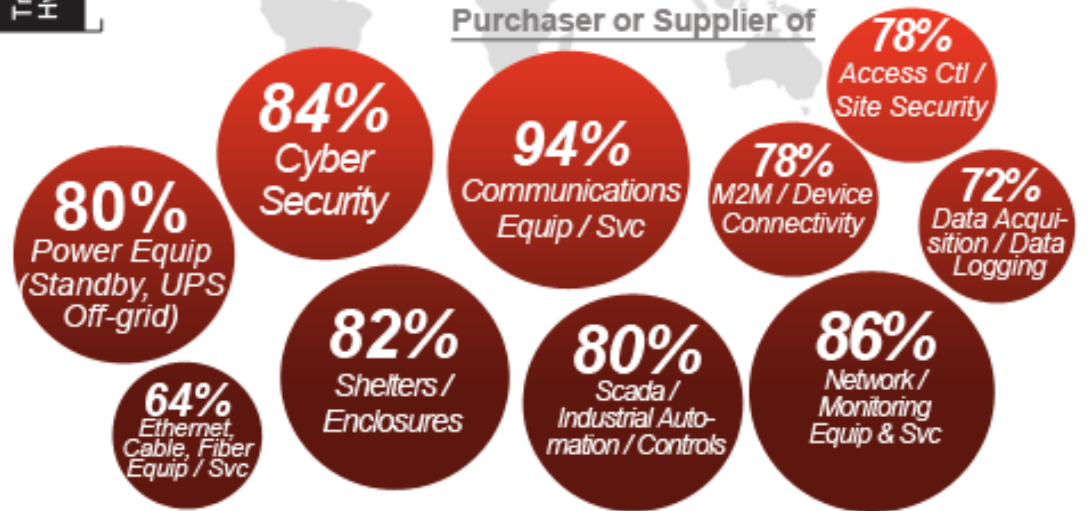 Purchaser or Supplier of
78%
Access Ctl /
Site Security
84%
Cyber
Security
94%
Communications
Equip / Svc
78%
M2M / Device
Connectivity
72%
Data Acqui-
sition / Data
Logging
80%
Power Equip
(Standby, UPS
Off-grid)
82%
Shelters /
Enclosures
80%
Scada /
Industrial Auto-
mation / Controls
86%
Network /
Monitoring
Equip & Svc
64%
Ethernet,
Cable, Fiber
Equip / Svc